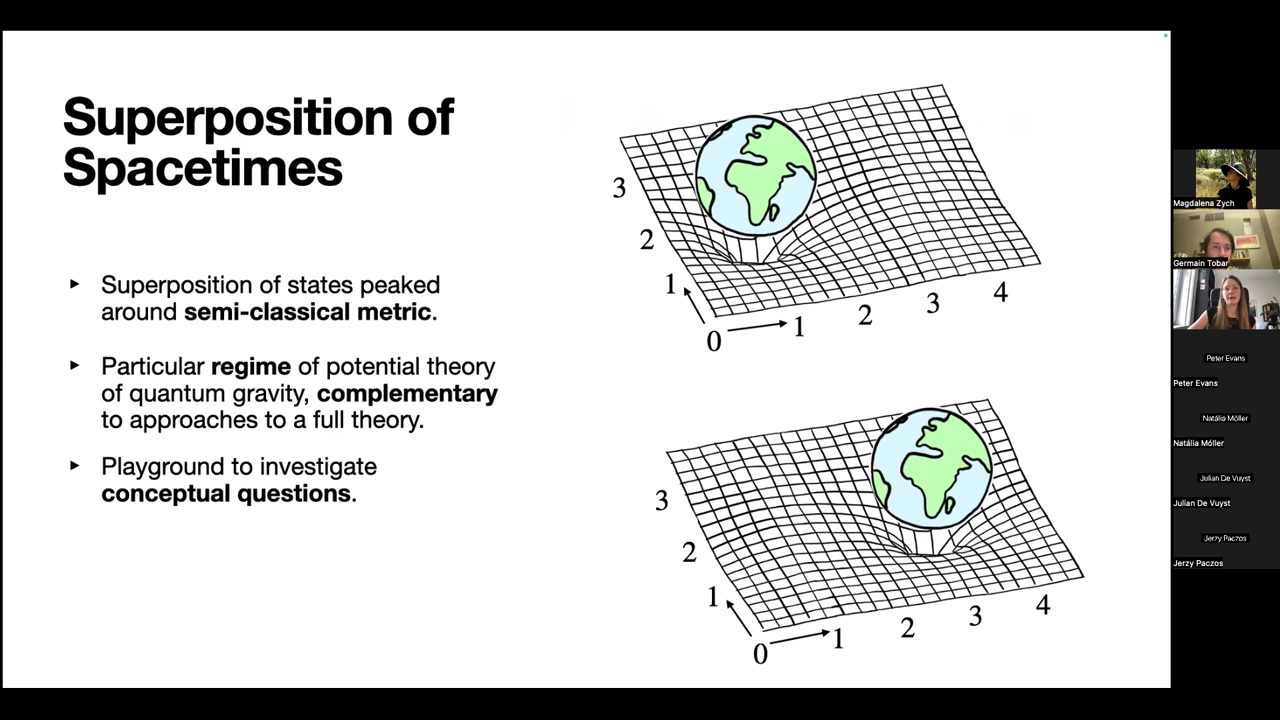 Superposition of
Spacetimes
▸ Superposition of states peaked
around semi-classical metric.
▸ Particular regime of potential theory
of quantum gravity, complementary
to approaches to a full theory.
▸ Playground to investigate
conceptual questions.
3
2
1
0
1
2
3
4
3
2
1
0
1
2
3
4
Magdalena Zych
Germain Tobar
Peter Evans
Peter Evans
Natália Móller
Natália Móller
Julian De Vuyst
Julian De Vuyst
Jerzy Paczos
Jerzy Paczos